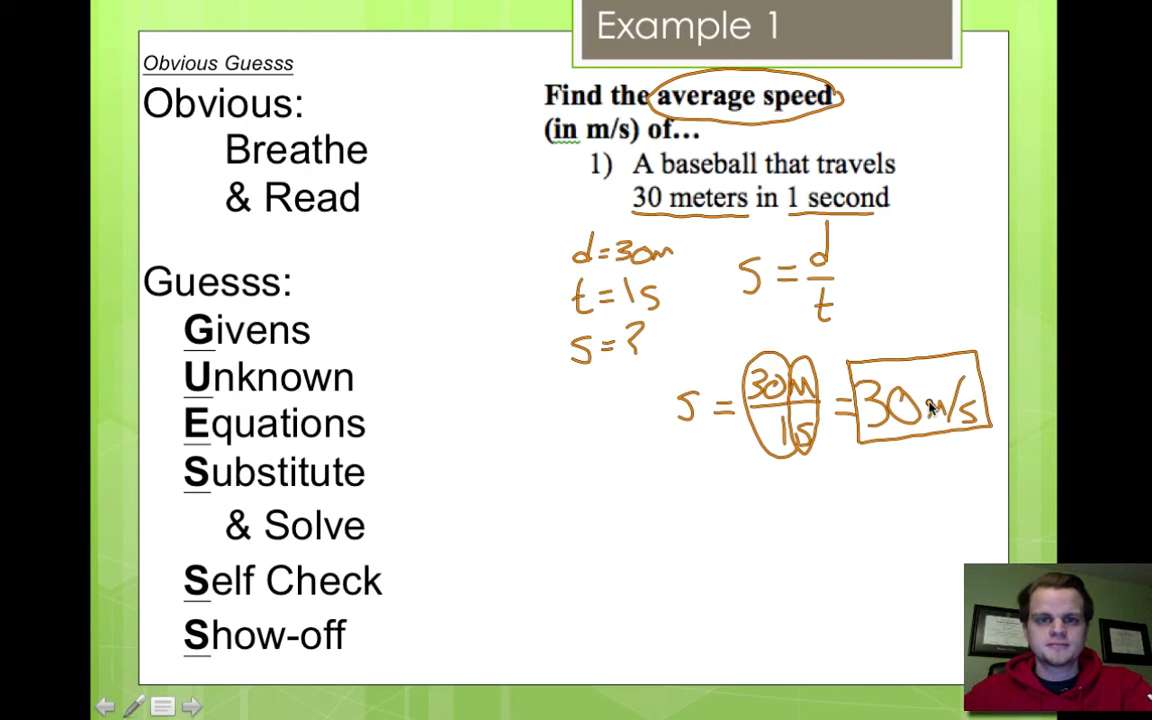 Example 1
Obvious Guesss
Obvious:
Breathe
& Read
Guesss:
Givens
Unknown
Equations
Substitute
& Solve
Self Check
Show-off
Find the average speed
(in m/s) of...
1) A baseball that travels
30 meters in 1 second
d=30m
t=1s
s=?
s=d/t
s=30m/1s=30m/s